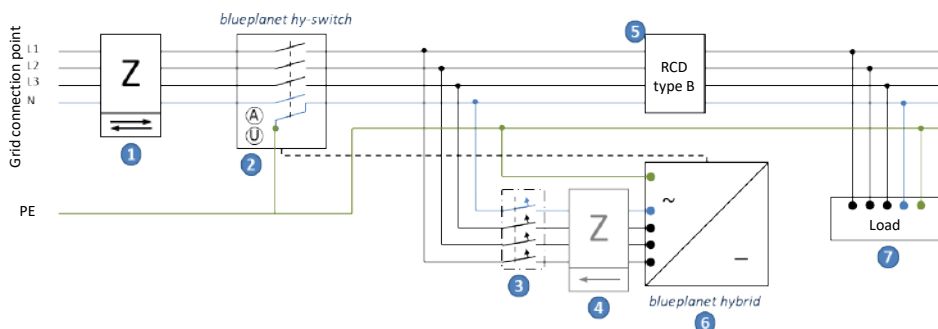 blueplanet hy-switch
Grid connection point
L1
L2
L3
N
Z
A
U
1
2
5
RCD
type B
PE
~
Z
3
4
blueplanet hybrid
6
Load
7